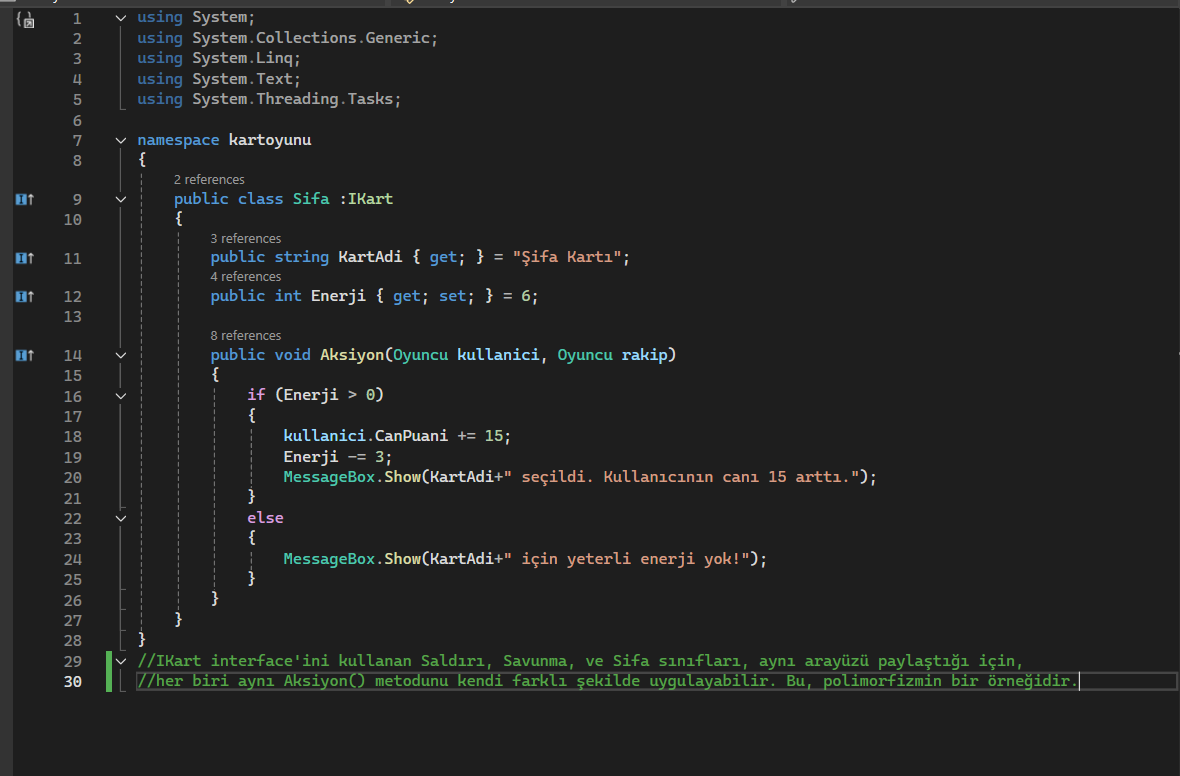 1 using System;
2 using System.Collections.Generic;
3 using System.Linq;
4 using System.Text;
5 using System.Threading.Tasks;
6
7 namespace kartoyunu
8 {
2 references
9 public class Sifa :IKart
10 {
3 references
11 public string KartAdi { get; } = "Şifa Kartı";
4 references
12 public int Enerji { get; set; } = 6;
13
8 references
14 public void Aksiyon(Oyuncu kullanici, Oyuncu rakip)
15 {
16 if (Enerji > 0)
17 {
18 kullanici.CanPuani += 15;
19 Enerji -= 3;
20 MessageBox.Show(KartAdi+" seçildi. Kullanıcının canı 15 arttı.");
21 }
22 else
23 {
24 MessageBox.Show(KartAdi+" için yeterli enerji yok!");
25 }
26 }
27 }
28 }
29 //IKart interface'ini kullanan Saldırı, Savunma, ve Sifa sınıfları, aynı arayüzü paylaştığı için,
30 //her biri aynı Aksiyon() metodunu kendi farklı şekilde uygulayabilir. Bu, polimorfizmin bir örneğidir.